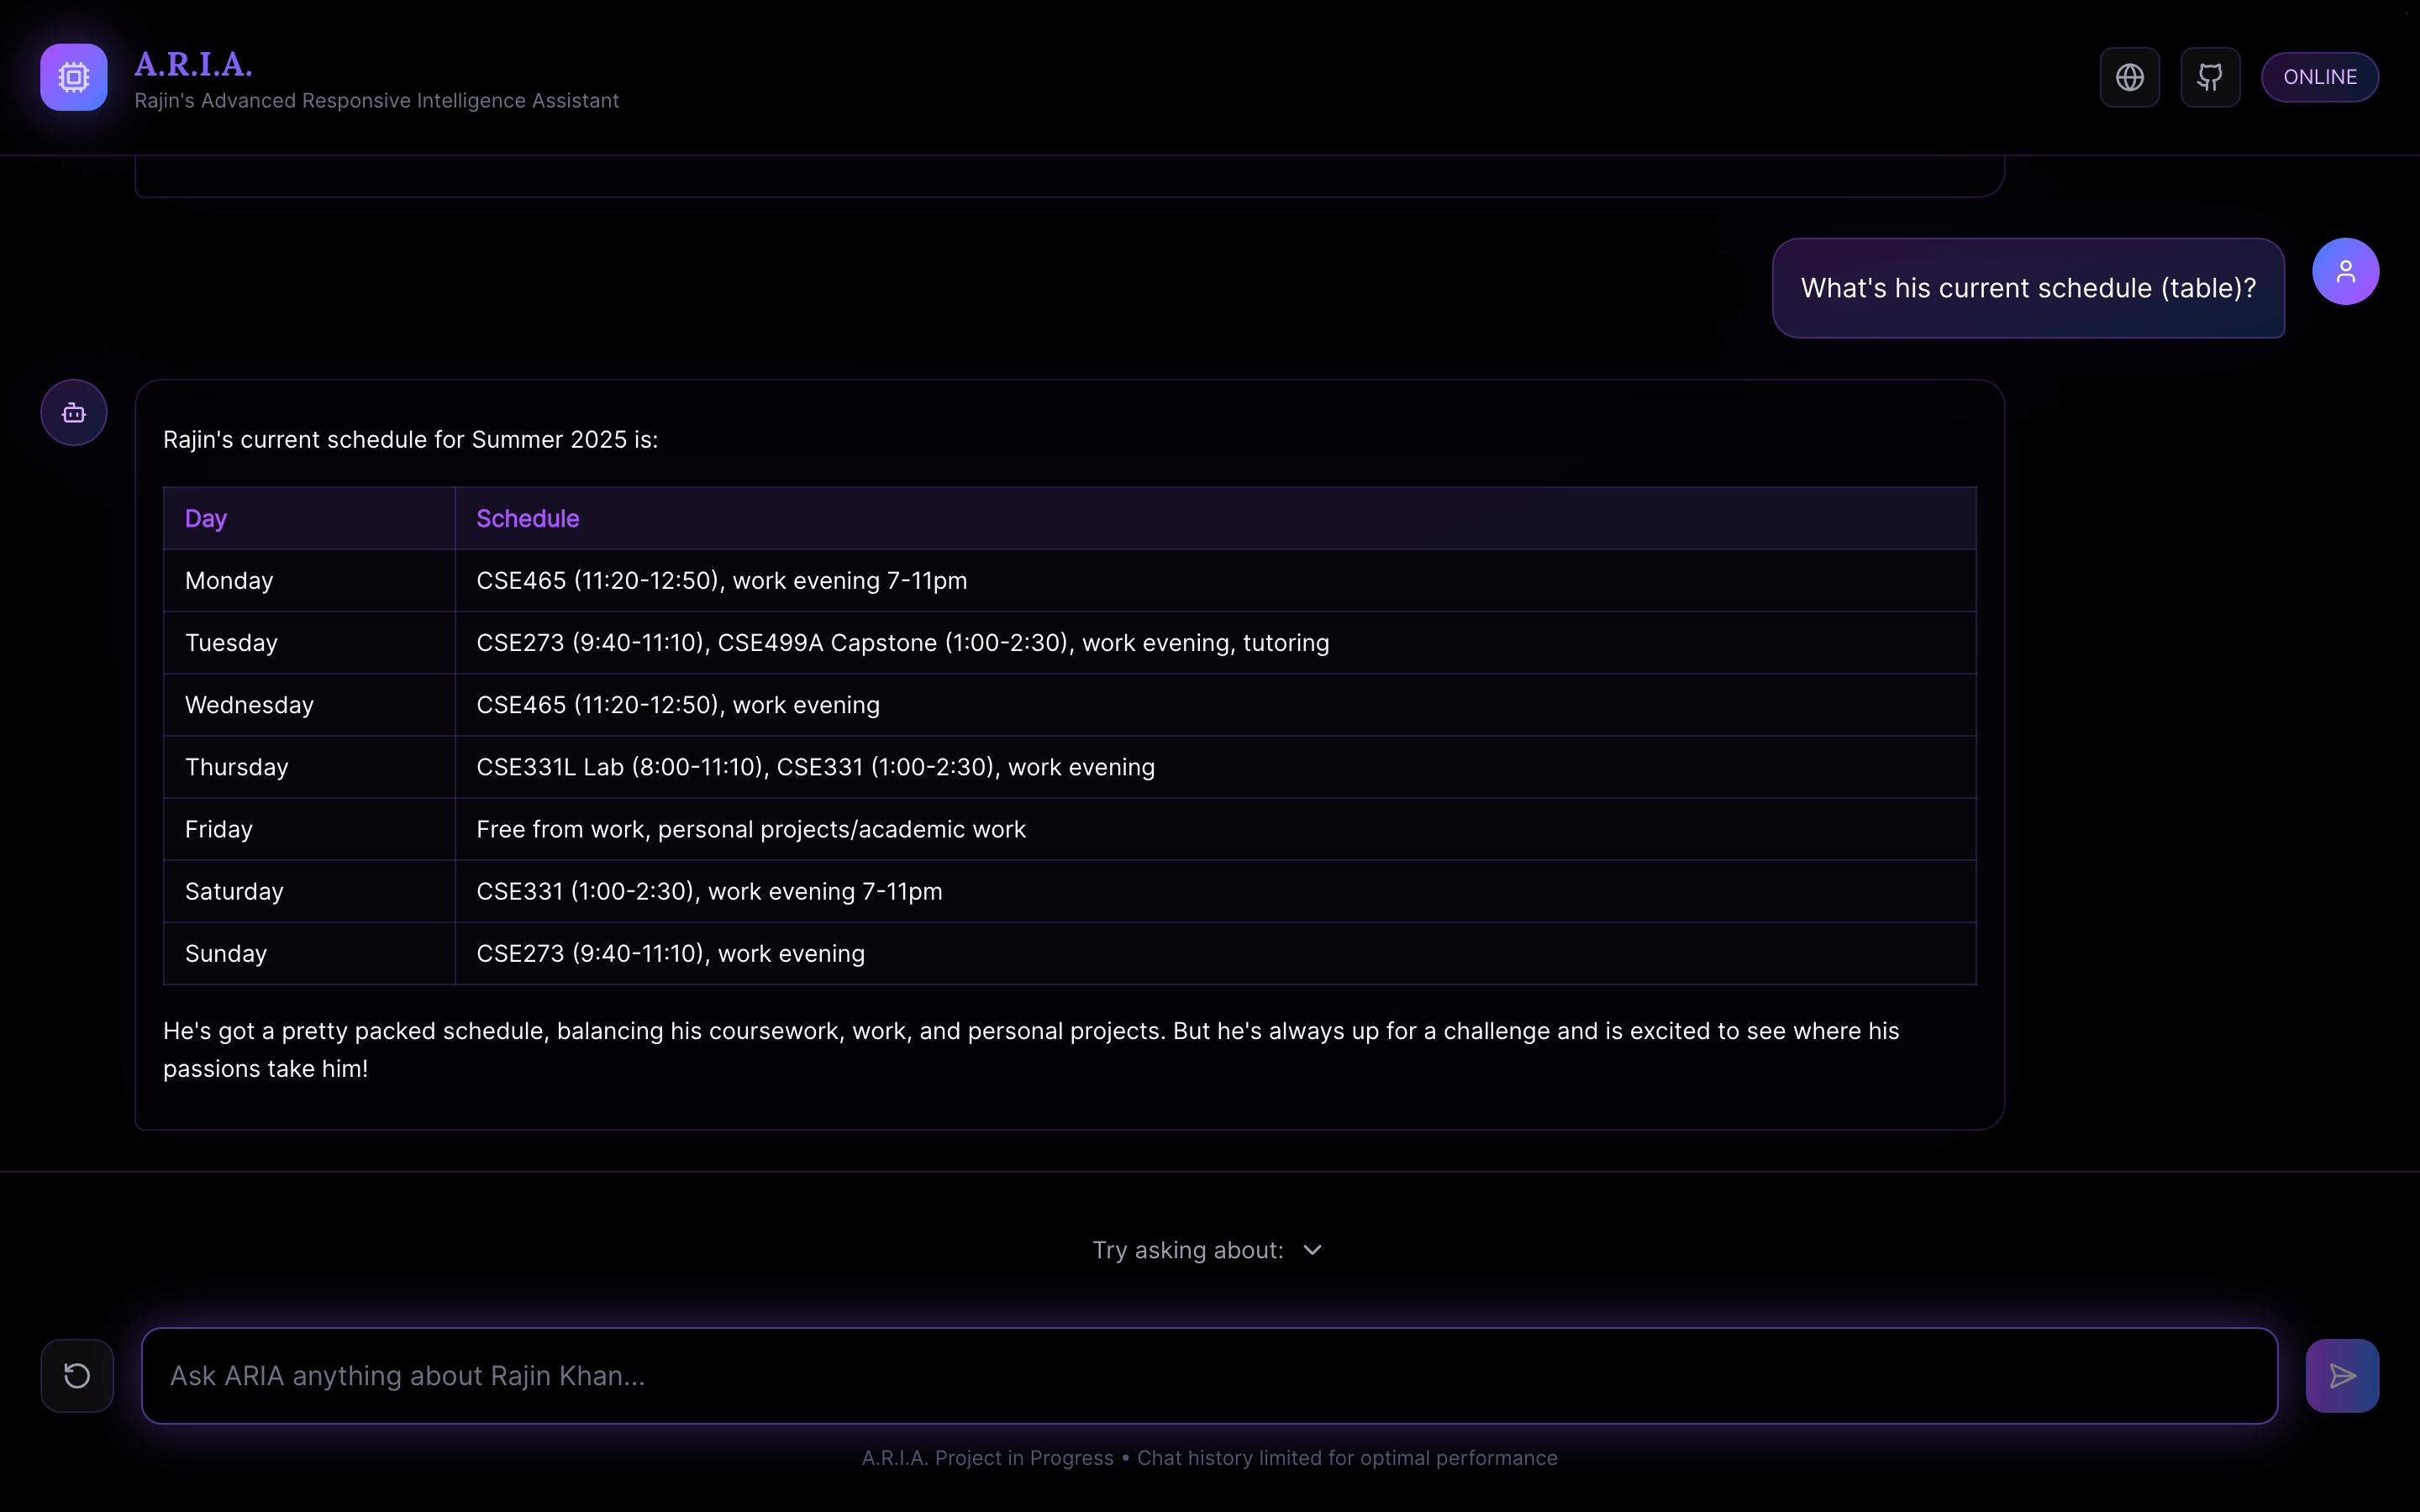 A.R.I.A.
Rajin's Advanced Responsive Intelligence Assistant
ONLINE
What's his current schedule (table)?
Rajin's current schedule for Summer 2025 is:
Day Schedule
Monday CSE465 (11:20-12:50), work evening 7-11pm
Tuesday CSE273 (9:40-11:10), CSE499A Capstone (1:00-2:30), work evening, tutoring
Wednesday CSE465 (11:20-12:50), work evening
Thursday CSE331L Lab (8:00-11:10), CSE331 (1:00-2:30), work evening
Friday Free from work, personal projects/academic work
Saturday CSE331 (1:00-2:30), work evening 7-11pm
Sunday CSE273 (9:40-11:10), work evening
He's got a pretty packed schedule, balancing his coursework, work, and personal projects. But he's always up for a challenge and is excited to see where his
passions take him!
Try asking about:
Ask ARIA anything about Rajin Khan...
A.R.I.A. Project in Progress • Chat history limited for optimal performance